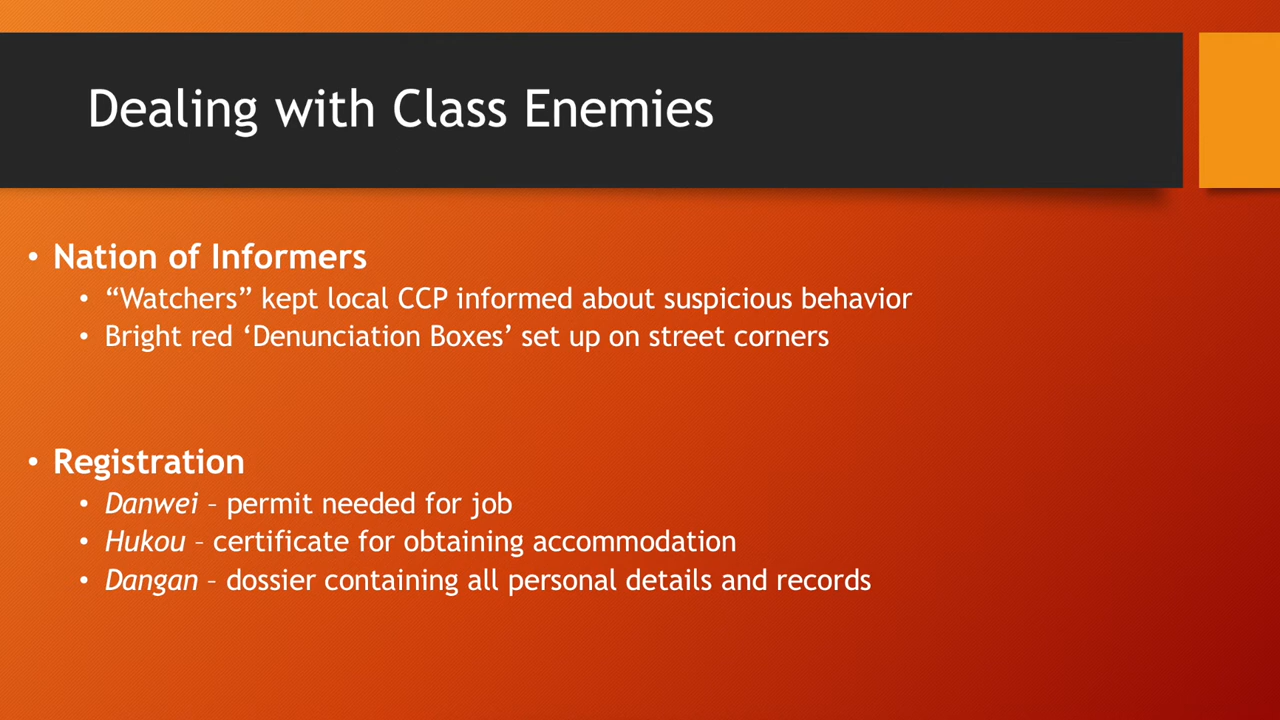 Dealing with Class Enemies
• Nation of Informers
• “Watchers” kept local CCP informed about suspicious behavior
• Bright red ‘Denunciation Boxes’ set up on street corners
• Registration
• Danwei – permit needed for job
• Hukou – certificate for obtaining accommodation
• Dangan – dossier containing all personal details and records